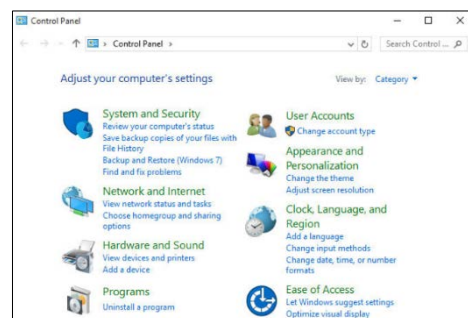 Control Panel
Control Panel
Search Control ...
Adjust your computer's settings
View by: Category
System and Security
Review your computer's status
Save backup copies of your files with
File History
Backup and Restore (Windows 7)
Find and fix problems
Network and Internet
View network status and tasks
Choose homegroup and sharing
options
Hardware and Sound
View devices and printers
Add a device
Programs
Uninstall a program
User Accounts
Change account type
Appearance and
Personalization
Change the theme
Adjust screen resolution
Clock, Language, and
Region
Add a language
Change input methods
Change date, time, or number
formats
Ease of Access
Let Windows suggest settings
Optimize visual display